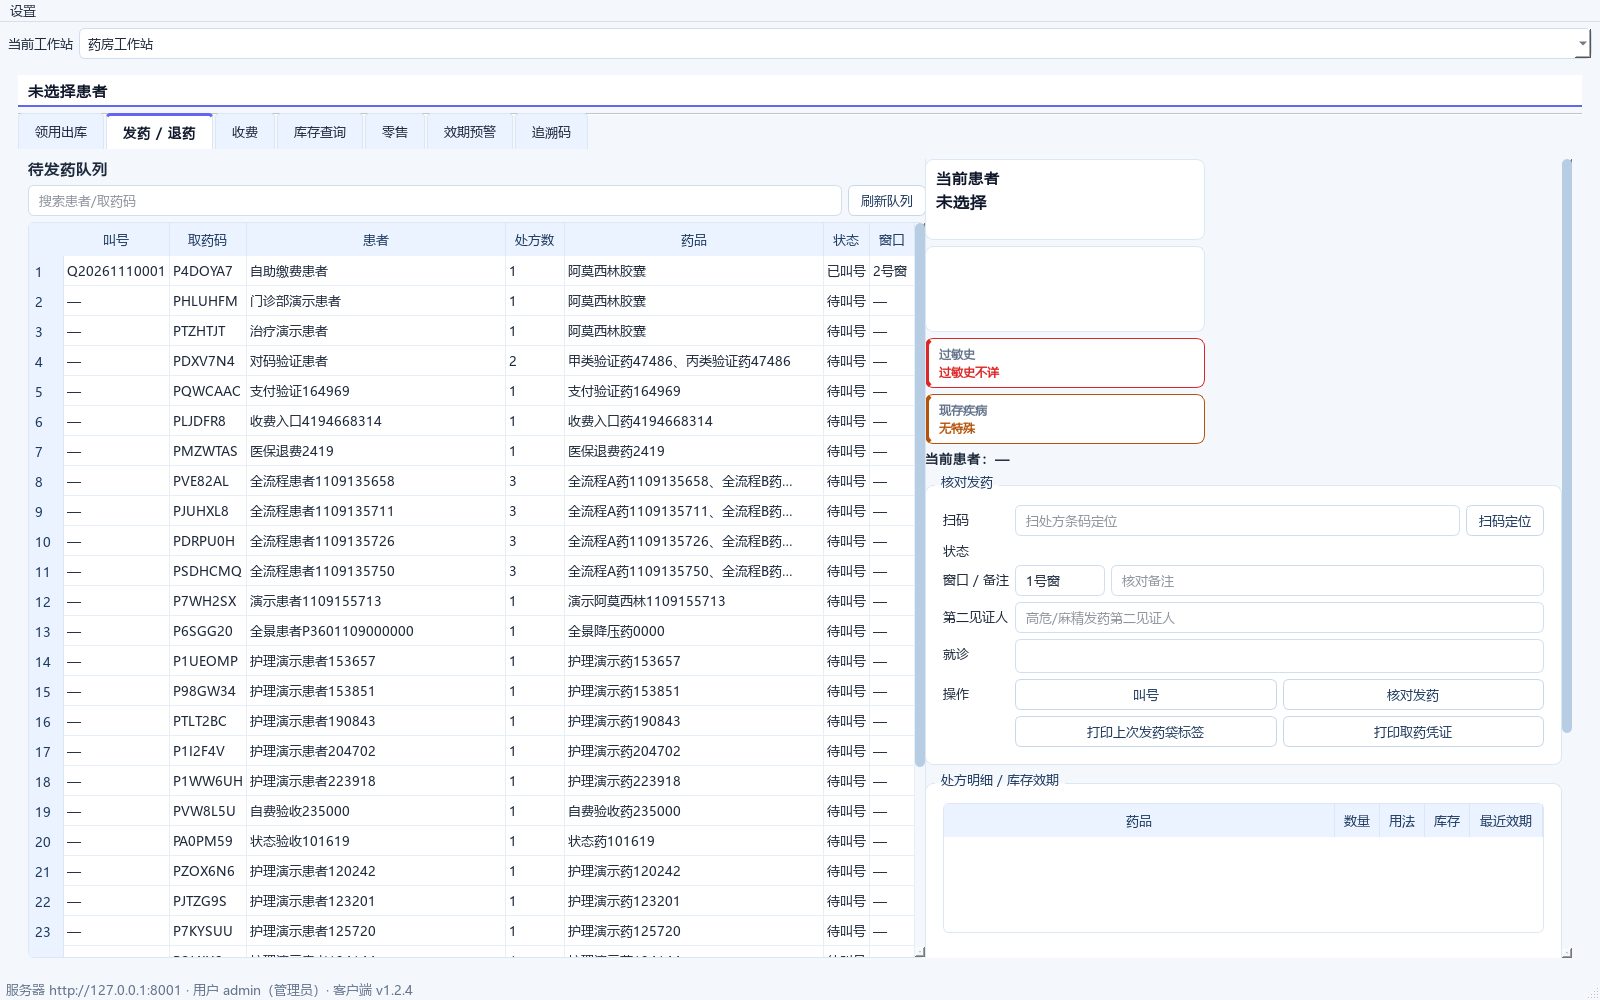 设置
当前工作站 药房工作站
未选择患者
领用出库 发药 / 退药 收费 库存查询 零售 效期预警 追溯码
待发药队列
搜索患者/取药码 刷新队列
叫号 取药码 患者 处方数 药品 状态 窗口
1 Q20261110001 P4DOYA7 自助缴费患者 1 阿莫西林胶囊 已叫号 2号窗
2 — PHLUHFM 门诊部演示患者 1 阿莫西林胶囊 待叫号 —
3 — PTZHTJT 治疗演示患者 1 阿莫西林胶囊 待叫号 —
4 — PDXV7N4 对码验证患者 2 甲类验证药47486、丙类验证药47486 待叫号 —
5 — PQWCAAC 支付验证164969 1 支付验证药164969 待叫号 —
6 — PLJDFR8 收费入口4194668314 1 收费入口药4194668314 待叫号 —
7 — PMZWTAS 医保退费2419 1 医保退费药2419 待叫号 —
8 — PVE82AL 全流程患者1109135658 3 全流程A药1109135658、全流程B药... 待叫号 —
9 — PJUHXL8 全流程患者1109135711 3 全流程A药1109135711、全流程B药... 待叫号 —
10 — PDRPU0H 全流程患者1109135726 3 全流程A药1109135726、全流程B药... 待叫号 —
11 — PSDHCMQ 全流程患者1109135750 3 全流程A药1109135750、全流程B药... 待叫号 —
12 — P7WH2SX 演示患者1109155713 1 演示阿莫西林1109155713 待叫号 —
13 — P6SGG20 全景患者P3601109000000 1 全景降压药0000 待叫号 —
14 — P1UEOMP 护理演示患者153657 1 护理演示药153657 待叫号 —
15 — P98GW34 护理演示患者153851 1 护理演示药153851 待叫号 —
16 — PTLT2BC 护理演示患者190843 1 护理演示药190843 待叫号 —
17 — P1I2F4V 护理演示患者204702 1 护理演示药204702 待叫号 —
18 — P1WW6UH 护理演示患者223918 1 护理演示药223918 待叫号 —
19 — PVW8L5U 自费验收235000 1 自费验收药235000 待叫号 —
20 — PA0PM59 状态验收101619 1 状态药101619 待叫号 —
21 — PZOX6N6 护理演示患者120242 1 护理演示药120242 待叫号 —
22 — PJTZG9S 护理演示患者123201 1 护理演示药123201 待叫号 —
23 — P7KYSUU 护理演示患者125720 1 护理演示药125720 待叫号 —
当前患者
未选择
过敏史
过敏史不详
现存疾病
无特殊
当前患者：—
核对发药
扫码 扫处方条码定位 扫码定位
状态
窗口 / 备注 1号窗 核对备注
第二见证人 高危/麻精发药第二见证人
就诊
操作 叫号 核对发药
打印上次发药袋标签 打印取药凭证
处方明细 / 库存效期
药品 数量 用法 库存 最近效期
服务器 http://127.0.0.1:8001 · 用户 admin（管理员）· 客户端 v1.2.4